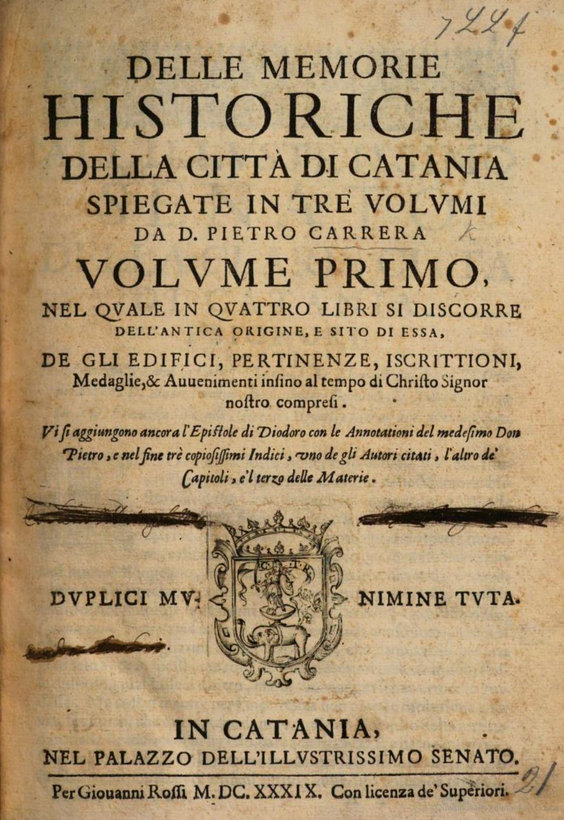 DELLE MEMORIE
HISTORICHE
DELLA CITTÀ DI CATANIA
SPIEGATE IN TRE VOLVMI
DA D. PIETRO CARRERA
VOLVME PRIMO,
NEL QVALE IN QVATTRO LIBRI SI DISCORRE
DELL'ANTICA ORIGINE, E SITO DI ESSA,
DE GLI EDIFICI, PERTINENZE, ISCRITTIONI,
Medaglie, & Auuenimenti inſino al tempo di Chriſto Signor
noſtro compreſi.
Vi ſi aggiungono ancora l'Epiſtole di Diodoro con le Annotationi del medeſimo Don
Pietro, e nel fine trè copioſiſſimi Indici, vno de gli Autori citati, l'altro de'
Capitoli, e'l terzo delle Materie.
DVPLICI MV-
NIMINE TVTA.
IN CATANIA,
NEL PALAZZO DELL'ILLVSTRISSIMO SENATO.
Per Giouanni Roſſi M. DC. XXXIX. Con licenza de' Superiori.
21